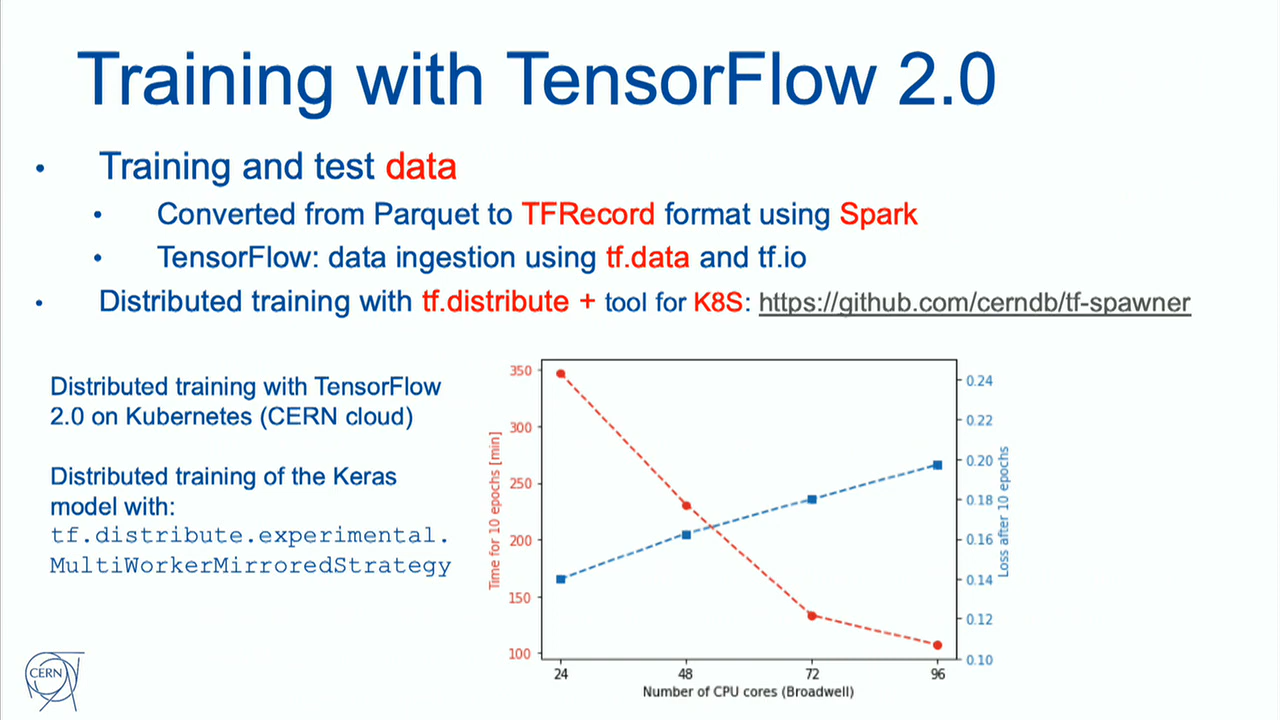 Training with TensorFlow 2.0
• Training and test data
• Converted from Parquet to TFRecord format using Spark
• TensorFlow: data ingestion using tf.data and tf.io
• Distributed training with tf.distribute + tool for K8S: https://github.com/cerndb/tf-spawner
Distributed training with TensorFlow
2.0 on Kubernetes (CERN cloud)
Distributed training of the Keras
model with:
tf.distribute.experimental.
MultiWorkerMirroredStrategy
Time for 10 epochs [min]
350
300
250
200
150
100
24 48 72 96
Number of CPU cores (Broadwell)
0.24
0.22
0.20
0.18
0.16
0.14
0.12
0.10
Loss after 10 epochs
CERN